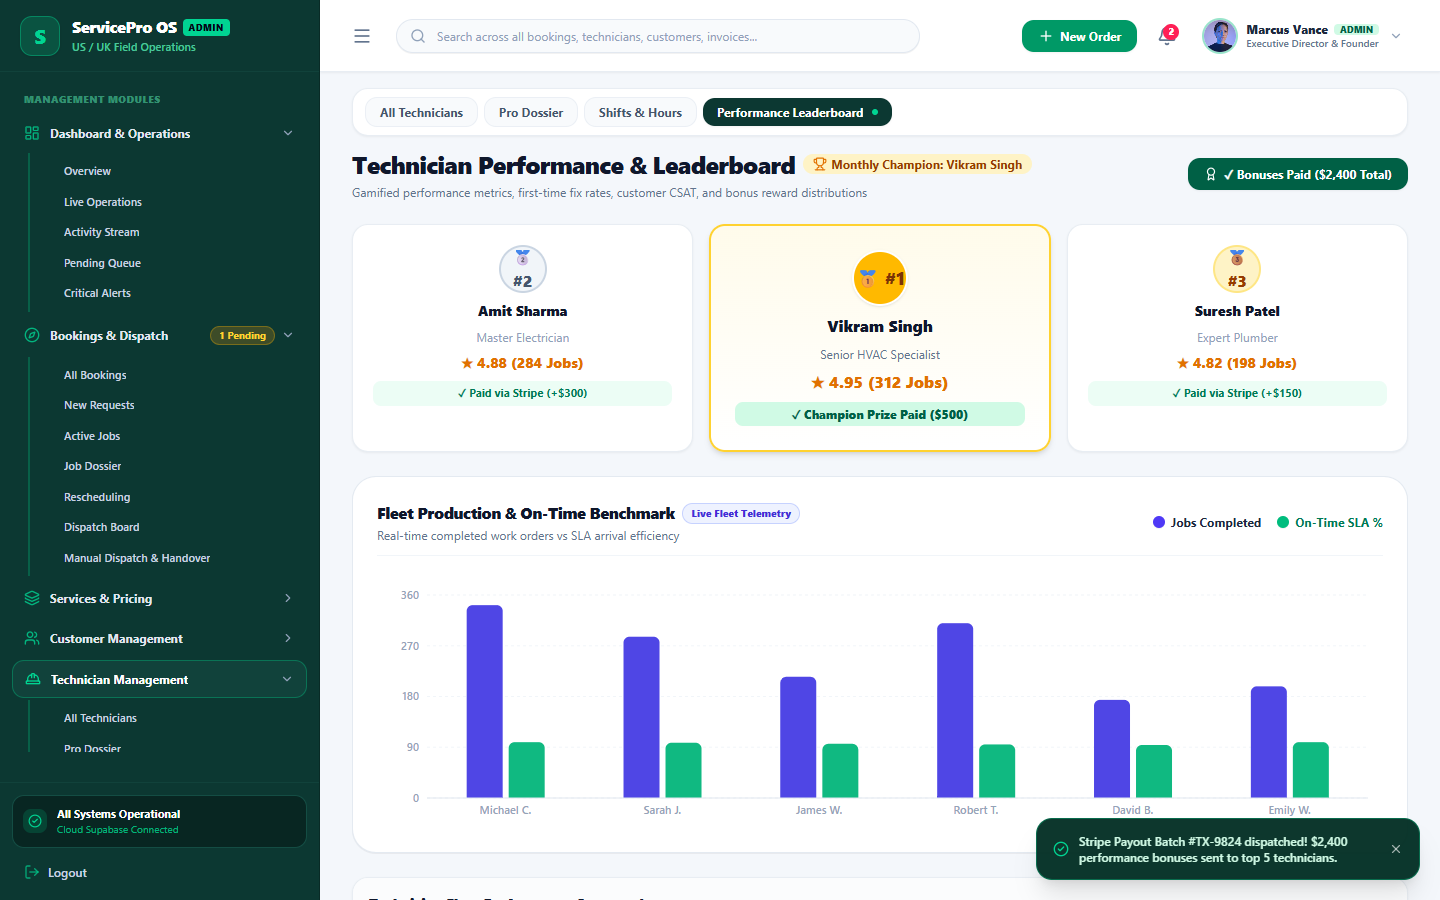 S
ServicePro OS ADMIN
US / UK Field Operations
MANAGEMENT MODULES
Dashboard & Operations
Overview
Live Operations
Activity Stream
Pending Queue
Critical Alerts
Bookings & Dispatch 1 Pending
All Bookings
New Requests
Active Jobs
Job Dossier
Rescheduling
Dispatch Board
Manual Dispatch & Handover
Services & Pricing
Customer Management
Technician Management
All Technicians
Pro Dossier
All Systems Operational
Cloud Supabase Connected
Logout
Search across all bookings, technicians, customers, invoices...
New Order
2
Marcus Vance ADMIN
Executive Director & Founder
All Technicians
Pro Dossier
Shifts & Hours
Performance Leaderboard
Technician Performance & Leaderboard
Monthly Champion: Vikram Singh
Gamified performance metrics, first-time fix rates, customer CSAT, and bonus reward distributions
✓ Bonuses Paid ($2,400 Total)
#2
Amit Sharma
Master Electrician
★ 4.88 (284 Jobs)
✓ Paid via Stripe (+$300)
#1
Vikram Singh
Senior HVAC Specialist
★ 4.95 (312 Jobs)
✓ Champion Prize Paid ($500)
#3
Suresh Patel
Expert Plumber
★ 4.82 (198 Jobs)
✓ Paid via Stripe (+$150)
Fleet Production & On-Time Benchmark
Live Fleet Telemetry
Real-time completed work orders vs SLA arrival efficiency
Jobs Completed
On-Time SLA %
360
270
180
90
0
Michael C.
Sarah J.
James W.
Robert T.
David B.
Emily W.
Stripe Payout Batch #TX-9824 dispatched! $2,400
performance bonuses sent to top 5 technicians.